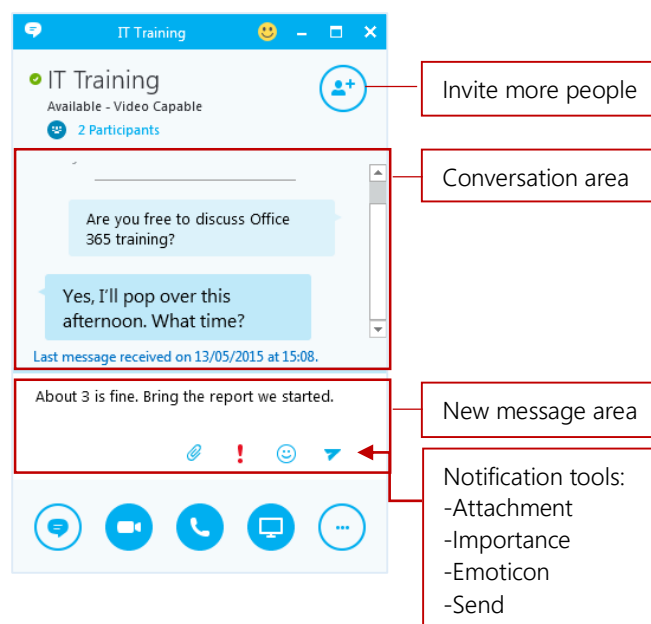 IT Training
IT Training
Available - Video Capable
2 Participants
Invite more people
Conversation area
Are you free to discuss Office
365 training?
Yes, I'll pop over this
afternoon. What time?
Last message received on 13/05/2015 at 15:08.
About 3 is fine. Bring the report we started.
New message area
Notification tools:
-Attachment
-Importance
-Emoticon
-Send